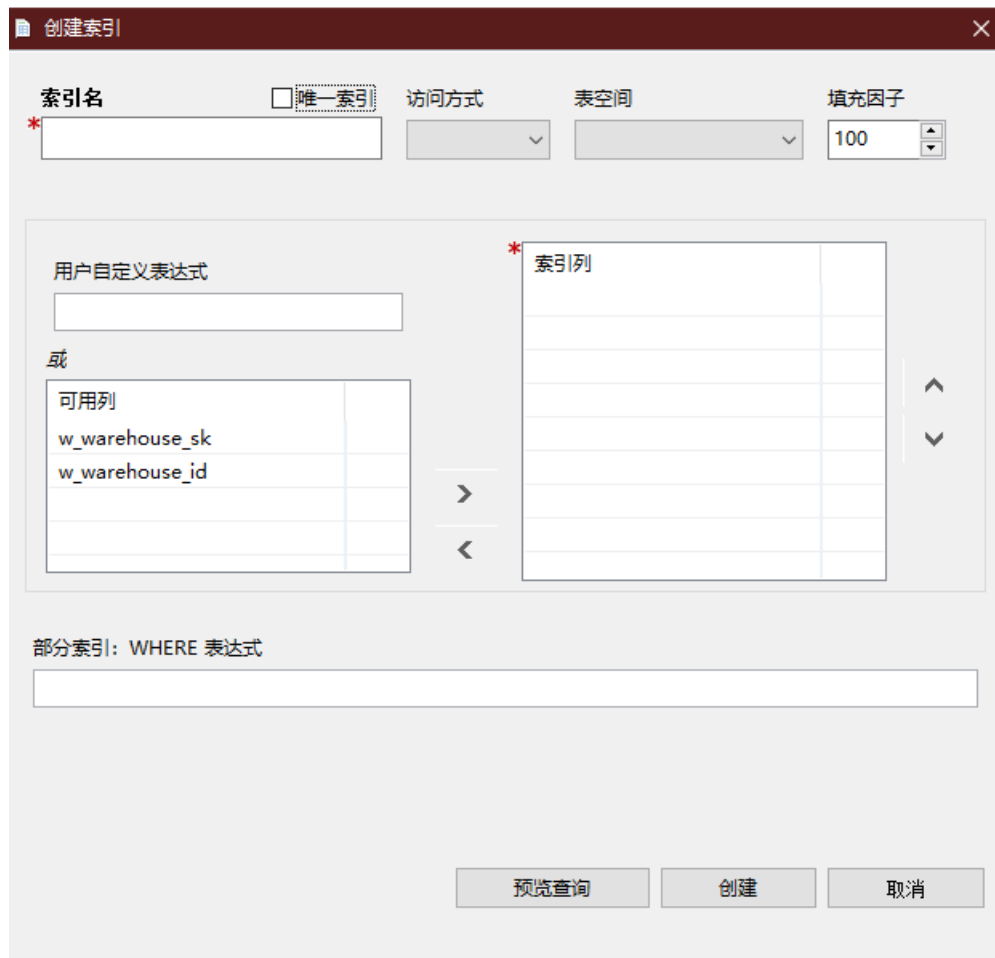 创建索引
索引名 唯一索引 访问方式 表空间 填充因子
*
100
用户自定义表达式
* 索引列
或
可用列
w_warehouse_sk
w_warehouse_id
部分索引：WHERE 表达式
预览查询 创建 取消